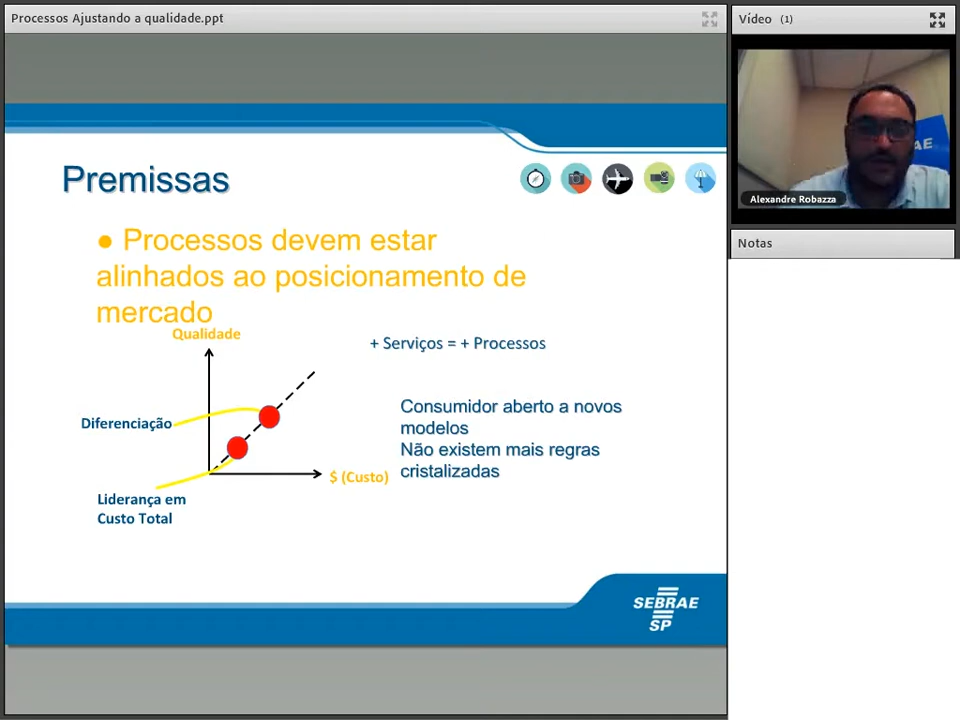 Processos Ajustando a qualidade.ppt
Vídeo (1)
AE
Alexandre Robazza
Notas
Premissas
● Processos devem estar
alinhados ao posicionamento de
mercado
Qualidade
+ Serviços = + Processos
Diferenciação
Consumidor aberto a novos
modelos
Não existem mais regras
cristalizadas
$ (Custo)
Liderança em
Custo Total
SEBRAE
SP